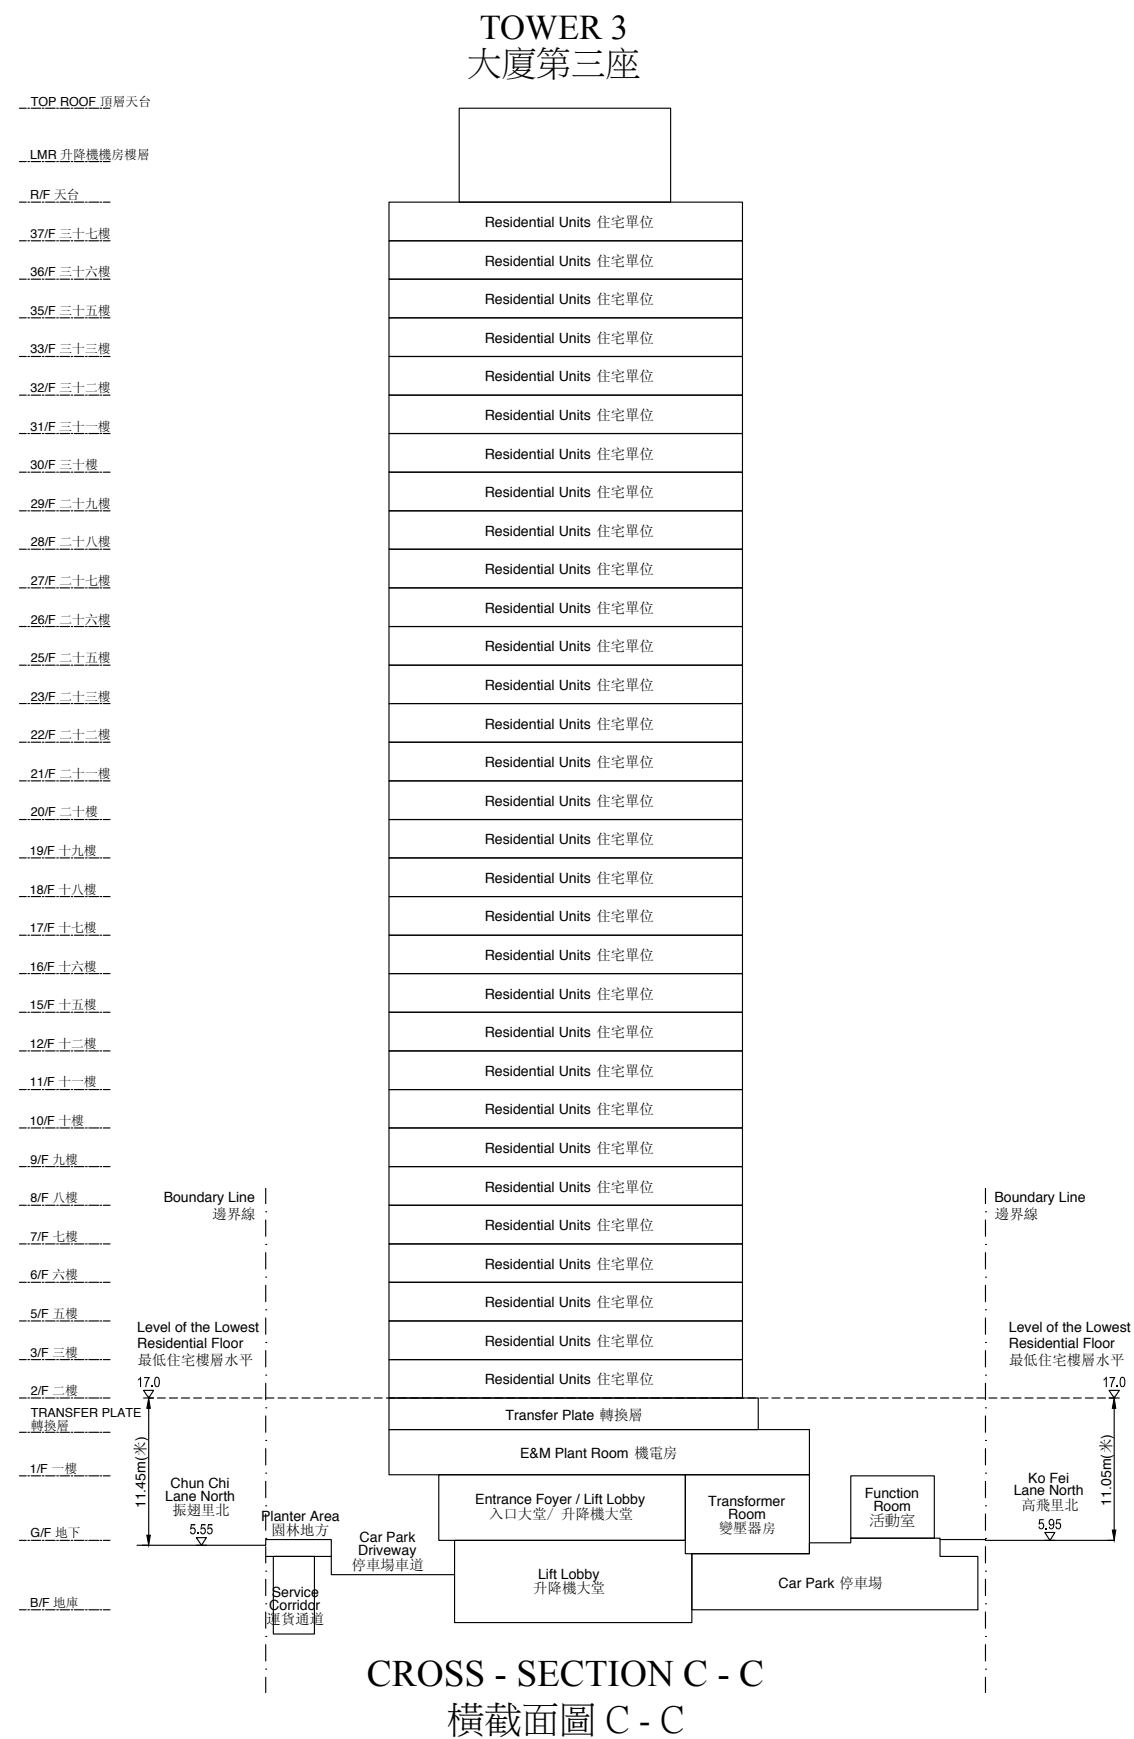 TOWER 3
大廈第三座
TOP ROOF 頂層天台
LMR 升降機機房樓層
R/F 天台
Residential Units 住宅單位
37/F 三十七樓
Residential Units 住宅單位
36/F 三十六樓
Residential Units 住宅單位
35/F 三十五樓
Residential Units 住宅單位
33/F 三十三樓
Residential Units 住宅單位
32/F 三十二樓
Residential Units 住宅單位
31/F 三十一樓
Residential Units 住宅單位
30/F 三十樓
Residential Units 住宅單位
29/F 二十九樓
Residential Units 住宅單位
28/F 二十八樓
Residential Units 住宅單位
27/F 二十七樓
Residential Units 住宅單位
26/F 二十六樓
Residential Units 住宅單位
25/F 二十五樓
Residential Units 住宅單位
23/F 二十三樓
Residential Units 住宅單位
22/F 二十二樓
Residential Units 住宅單位
21/F 二十一樓
Residential Units 住宅單位
20/F 二十樓
Residential Units 住宅單位
19/F 十九樓
Residential Units 住宅單位
18/F 十八樓
Residential Units 住宅單位
17/F 十七樓
Residential Units 住宅單位
16/F 十六樓
Residential Units 住宅單位
15/F 十五樓
Residential Units 住宅單位
12/F 十二樓
Residential Units 住宅單位
11/F 十一樓
Residential Units 住宅單位
10/F 十樓
Residential Units 住宅單位
9/F 九樓
Residential Units 住宅單位
8/F 八樓
Boundary Line
邊界線
Boundary Line
邊界線
Residential Units 住宅單位
7/F 七樓
Residential Units 住宅單位
6/F 六樓
Residential Units 住宅單位
5/F 五樓
Residential Units 住宅單位
3/F 三樓
Residential Units 住宅單位
2/F 二樓
Level of the Lowest
Residential Floor
最低住宅樓層水平
17.0
Level of the Lowest
Residential Floor
最低住宅樓層水平
17.0
TRANSFER PLATE
轉換層
Transfer Plate 轉換層
E&M Plant Room 機電房
1/F 一樓
11.45m(米)
11.05m(米)
Chun Chi
Lane North
振翅里北
5.55
Planter Area
園林地方
Car Park
Driveway
停車場車道
Entrance Foyer / Lift Lobby
入口大堂/ 升降機大堂
Transformer
Room
變壓器房
Function
Room
活動室
Ko Fei
Lane North
高飛里北
5.95
G/F 地下
Service
Corridor
運貨通道
Lift Lobby
升降機大堂
Car Park 停車場
B/F 地庫
CROSS - SECTION C - C
橫截面圖 C - C